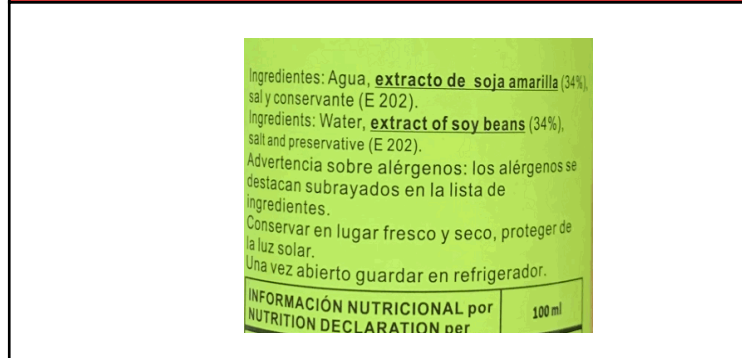 Ingredientes: Agua, extracto de soja amarilla (34%),
sal y conservante (E 202).
Ingredients: Water, extract of soy beans (34%),
salt and preservative (E 202).
Advertencia sobre alérgenos: los alérgenos se
destacan subrayados en la lista de
ingredientes.
Conservar en lugar fresco y seco, proteger de
la luz solar.
Una vez abierto guardar en refrigerador.
INFORMACIÓN NUTRICIONAL por
NUTRITION DECLARATION per
100 ml